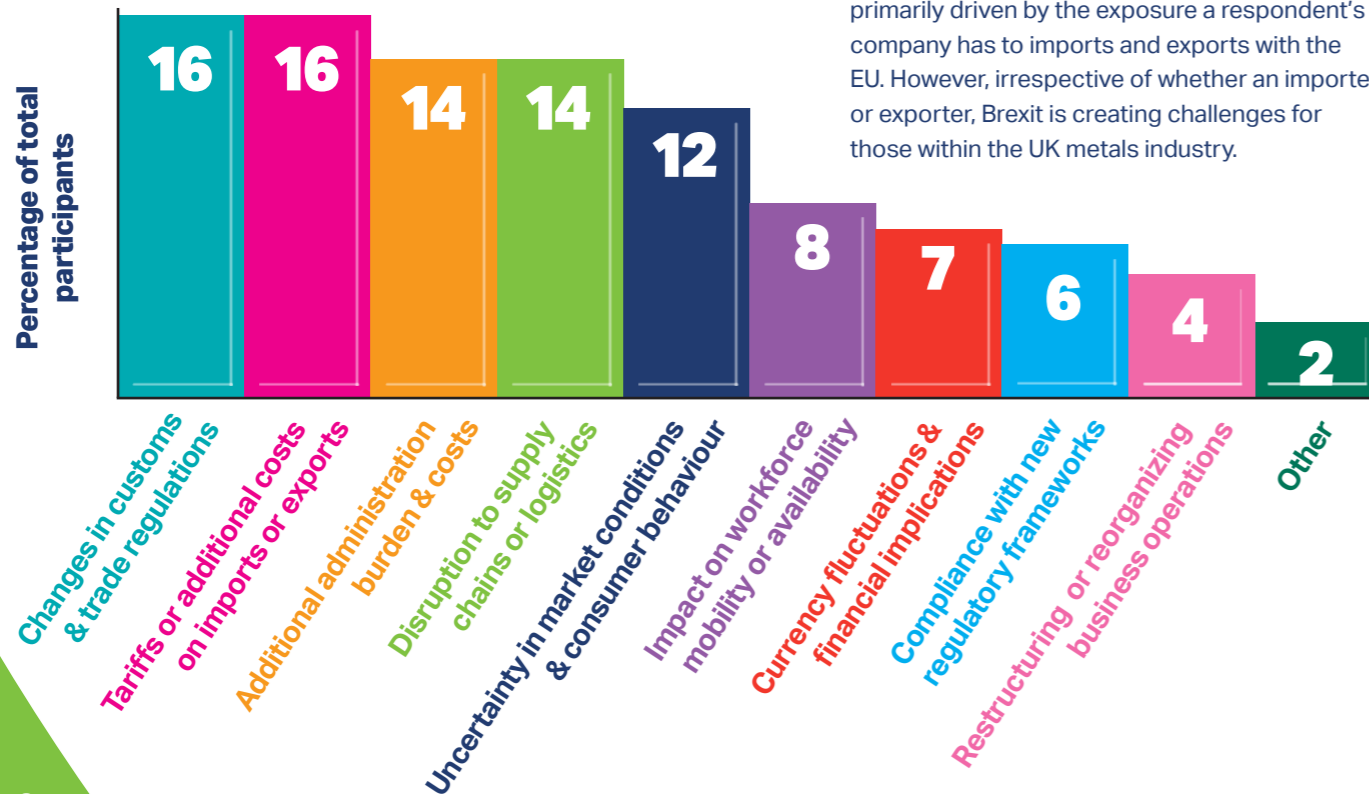 primarily driven by the exposure a respondent's
company has to imports and exports with the
EU. However, irrespective of whether an importe
or exporter, Brexit is creating challenges for
those within the UK metals industry.
Percentage of total
participants
16
16
14
14
12
8
7
6
4
2
Changes in customs
& trade regulations
Tariffs or additional costs
on imports or exports
Additional administration
burden & costs
Disruption to supply
chains or logistics
Uncertainty in market conditions
& consumer behaviour
Impact on workforce
mobility or availability
Currency fluctuations &
financial implications
Compliance with new
regulatory frameworks
Restructuring or reorganizing
business operations
Other